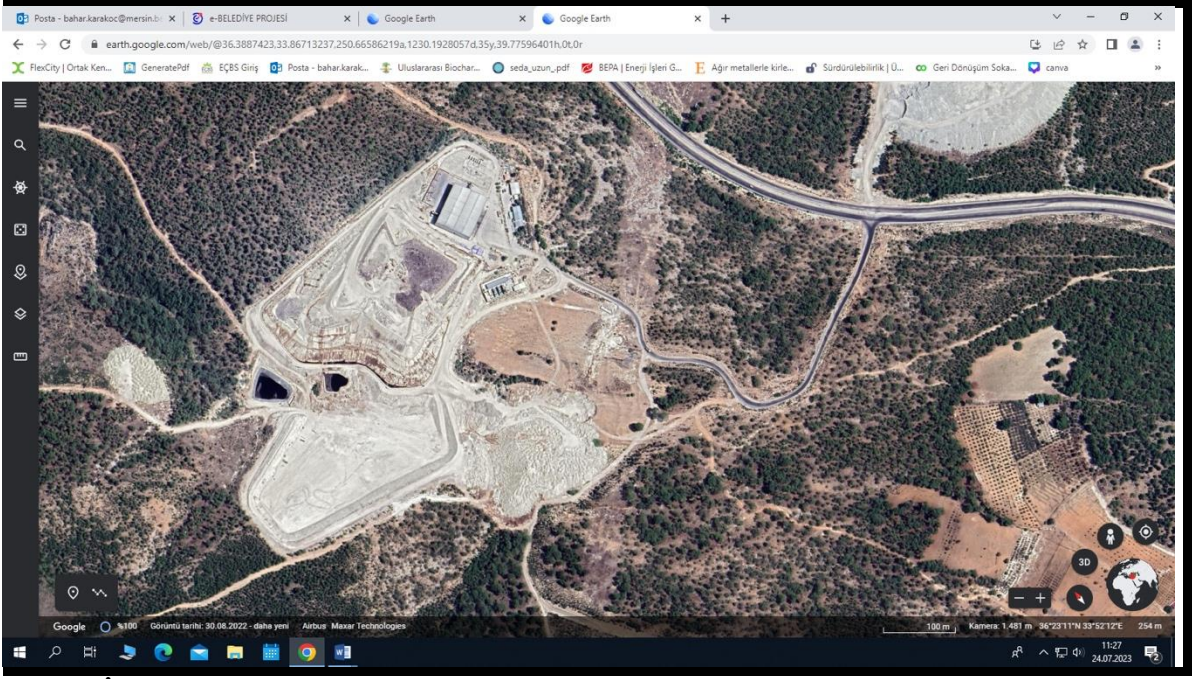 Posta - bahar.karakoc@mersin.b
e-BELEDİYE PROJESİ
Google Earth
Google Earth
earth.google.com/web/@36.3887423,33.86713237,250.66586219a,1230.1928057d,35y,39.77596401h,0t,0r
FlexCity | Ortak Ken...
GeneratePdf
EÇBS Giriş
Posta - bahar.karak...
Uluslararası Biochar...
seda_uzun_.pdf
BEPA | Enerji İşleri G...
Ağır metallerle kirle...
Sürdürülebilirlik | Ü...
Geri Dönüşüm Soka...
canva
3D
Google
%100
Görüntü tarihi: 30.08.2022 - daha yeni
Airbus
Maxar Technologies
100 m
Kamera: 1.481 m
36°23'11"N 33°52'12"E
254 m
11:27
24.07.2023
2